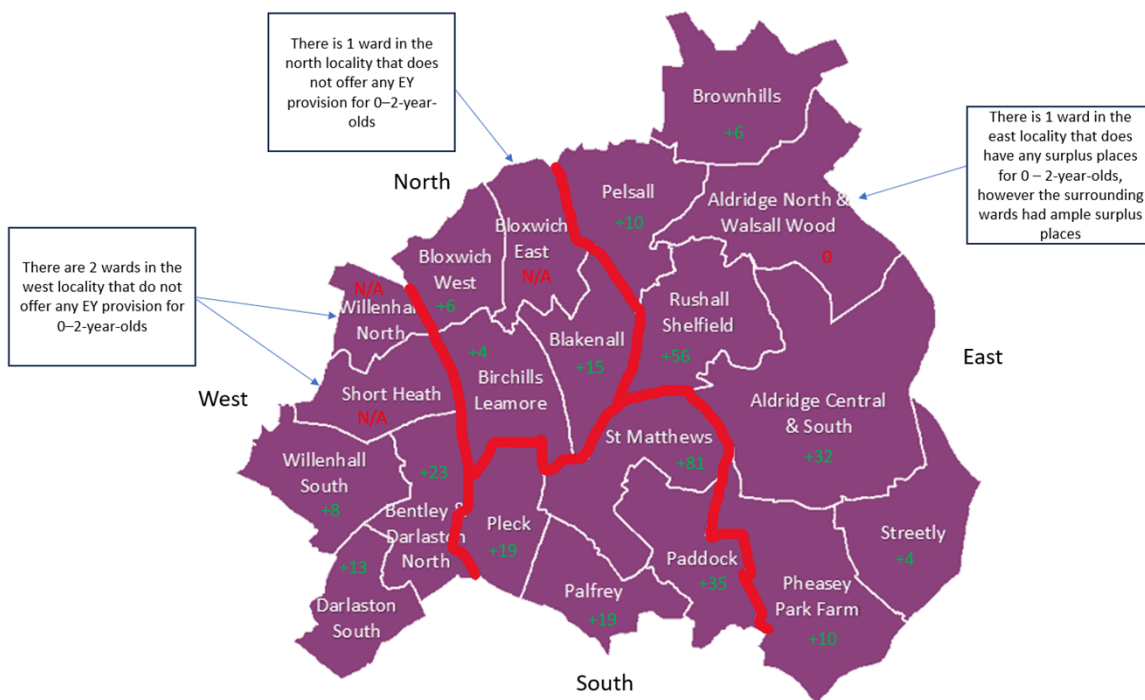 There is 1 ward in the
north locality that does
not offer any EY
provision for 0–2-year-
olds
Brownhills
+6
There is 1 ward in the
east locality that does
have any surplus places
for 0 – 2-year-olds,
however the surrounding
wards had ample surplus
places
North
Pelsall
+10
Aldridge North &
Walsall Wood
0
Bloxwich
East
N/A
Bloxwich
West
+6
There are 2 wards in the
west locality that do not
offer any EY provision for
0–2-year-olds
N/A
Willenhall
North
Rushall
Shelfield
+56
Blakenall
+15
+4
Birchills
Leamore
East
West
Short Heath
N/A
Aldridge Central
& South
+32
St Matthews
+81
Willenhall
South
+8
+23
Bentley &
Darlaston
North
Pleck
+19
Streetly
+4
Paddock
+35
Pheasey
Park Farm
+10
+13
Darlaston
South
Palfrey
+19
South